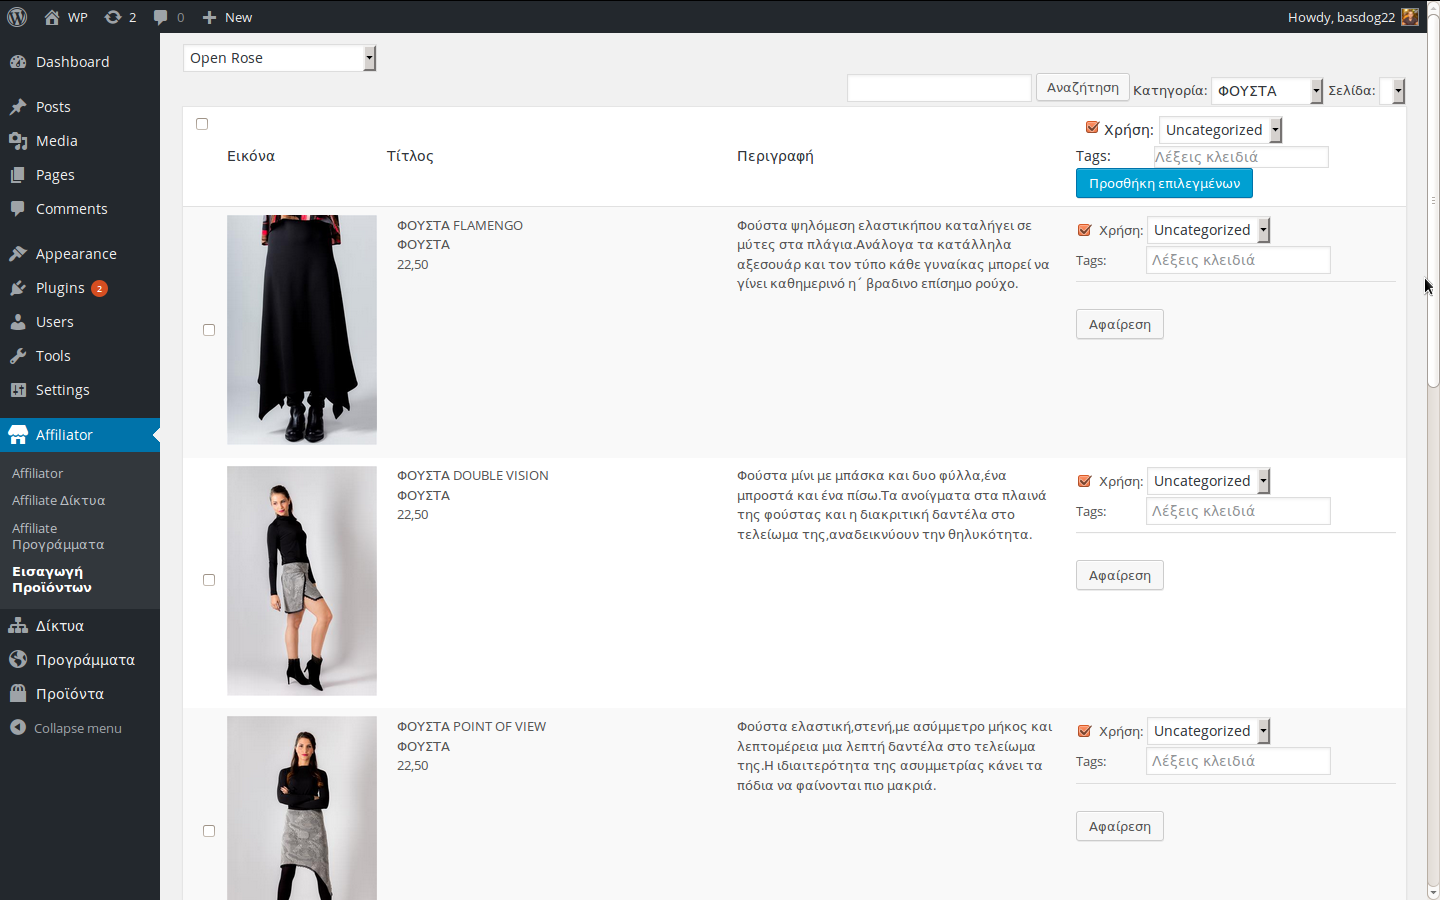 WP 2 0 New Howdy, basdog22
Dashboard
Posts
Media
Pages
Comments
Appearance
Plugins 2
Users
Tools
Settings
Affiliator
Affiliator
Affiliate Δίκτυα
Affiliate
Προγράμματα
Εισαγωγή
Προϊόντων
Δίκτυα
Προγράμματα
Προϊόντα
Collapse menu
Open Rose
Αναζήτηση Κατηγορία: ΦΟΥΣΤΑ Σελίδα:
Εικόνα Τίτλος Περιγραφή
Χρήση: Uncategorized
Tags: Λέξεις κλειδιά
Προσθήκη επιλεγμένων
ΦΟΥΣΤΑ FLAMENGO
ΦΟΥΣΤΑ
22,50
Φούστα ψηλόμεση ελαστικήπου καταλήγει σε
μύτες στα πλάγια.Ανάλογα τα κατάλληλα
αξεσουάρ και τον τύπο κάθε γυναίκας μπορεί να
γίνει καθημερινό η΄ βραδινο επίσημο ρούχο.
Χρήση: Uncategorized
Tags: Λέξεις κλειδιά
Αφαίρεση
ΦΟΥΣΤΑ DOUBLE VISION
ΦΟΥΣΤΑ
22,50
Φούστα μίνι με μπάσκα και δυο φύλλα,ένα
μπροστά και ένα πίσω.Τα ανοίγματα στα πλαινά
της φούστας και η διακριτική δαντέλα στο
τελείωμα της,αναδεικνύουν την θηλυκότητα.
Χρήση: Uncategorized
Tags: Λέξεις κλειδιά
Αφαίρεση
ΦΟΥΣΤΑ POINT OF VIEW
ΦΟΥΣΤΑ
22,50
Φούστα ελαστική,στενή,με ασύμμετρο μήκος και
λεπτομέρεια μια λεπτή δαντέλα στο τελείωμα
της.Η ιδιαιτερότητα της ασυμμετρίας κάνει τα
πόδια να φαίνονται πιο μακριά.
Χρήση: Uncategorized
Tags: Λέξεις κλειδιά
Αφαίρεση